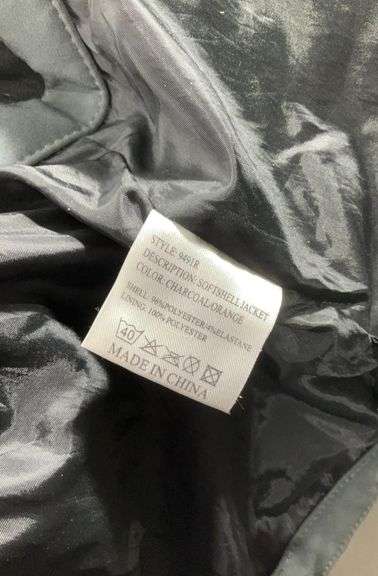 STYLE: 9691R
DESCRIPTION: SOFTSHELL JACKET
COLOR: CHARCOAL/ORANGE
SHELL: 96%POLYESTER 4%ELASTANE
LINING: 100% POLYESTER
40
MADE IN CHINA